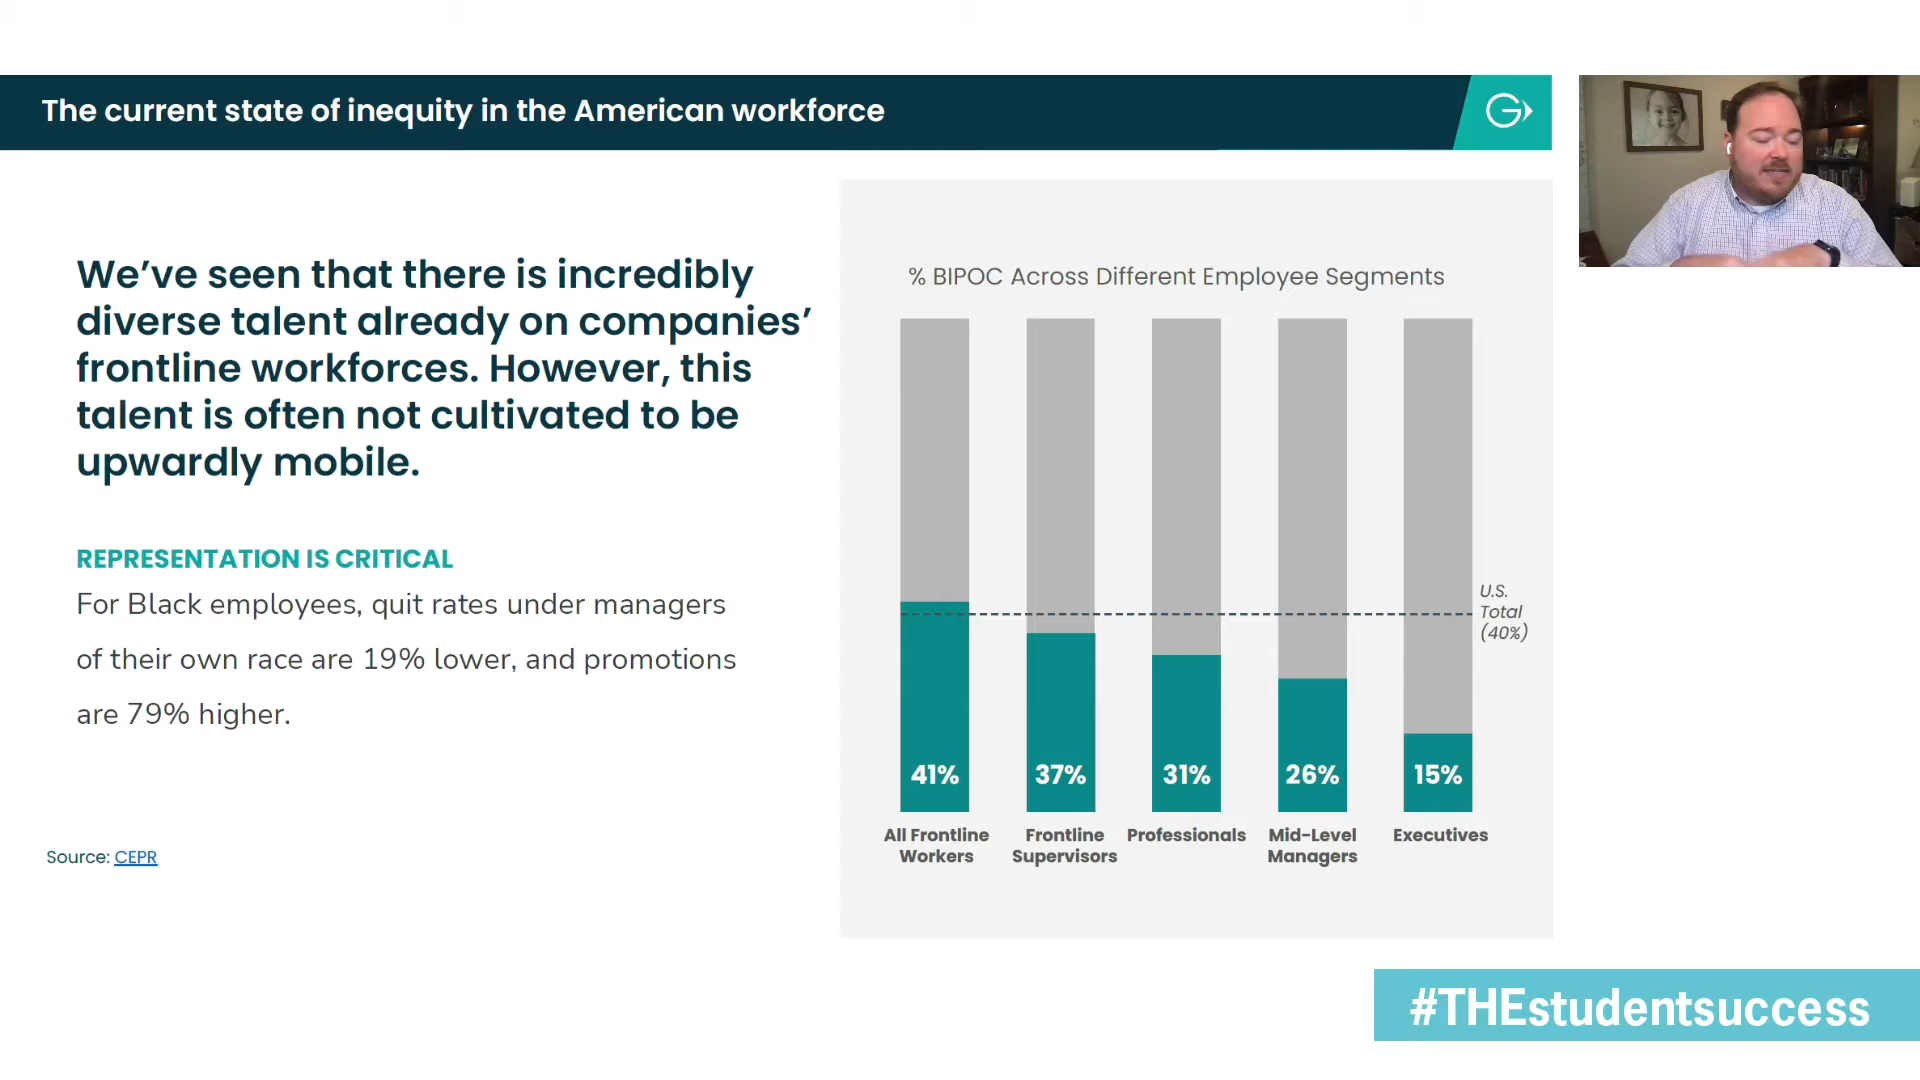 The current state of inequity in the American workforce
We’ve seen that there is incredibly
diverse talent already on companies’
frontline workforces. However, this
talent is often not cultivated to be
upwardly mobile.
REPRESENTATION IS CRITICAL
For Black employees, quit rates under managers
of their own race are 19% lower, and promotions
are 79% higher.
Source: CEPR
% BIPOC Across Different Employee Segments
U.S.
Total
(40%)
41%
37%
31%
26%
15%
All Frontline
Workers
Frontline
Supervisors
Professionals
Mid-Level
Managers
Executives
#THEstudentsuccess